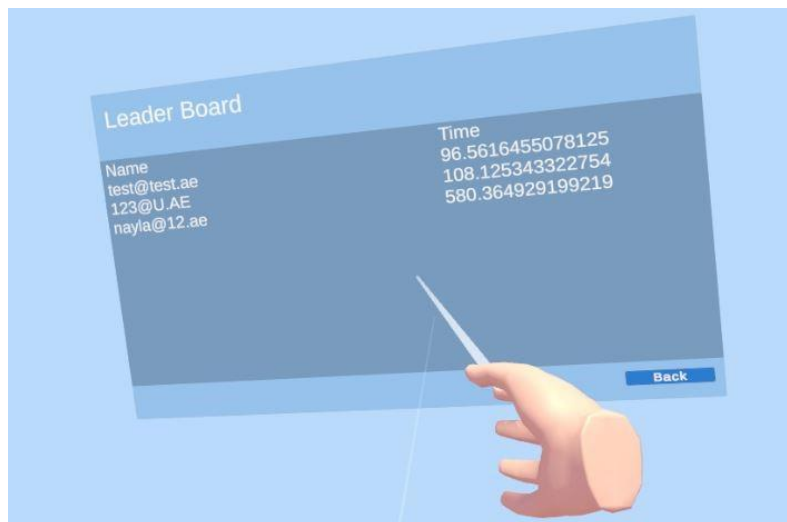 Leader Board
Name Time
test@test.ae 96.5616455078125
123@U.AE 108.125343322754
nayla@12.ae 580.364929199219
Back